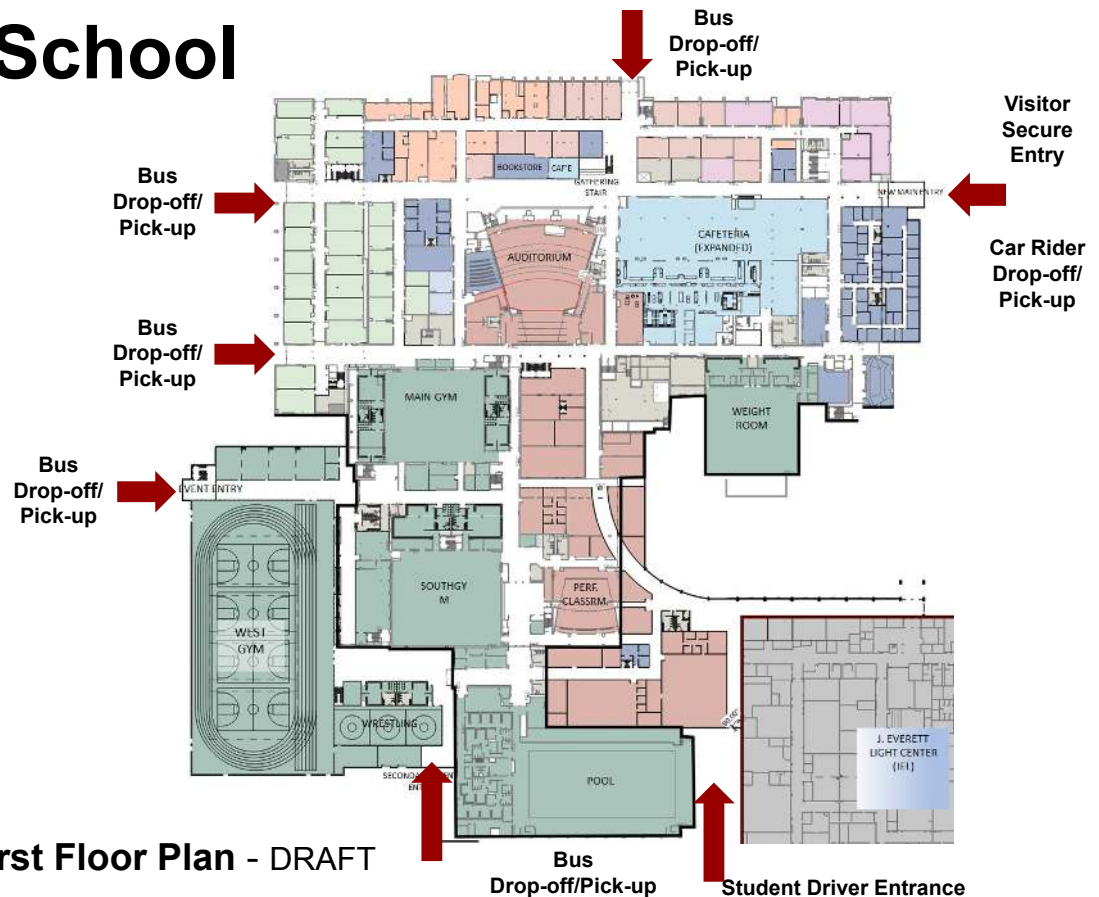 School
Bus
Drop-off/
Pick-up
Visitor
Secure
Entry
Bus
Drop-off/
Pick-up
BOOKSTORE
CAFE
GATHERING
STAIR
NEW MAIN ENTRY
AUDITORIUM
CAFETERIA
(EXPANDED)
Car Rider
Drop-off/
Pick-up
Bus
Drop-off/
Pick-up
MAIN GYM
WEIGHT
ROOM
Bus
Drop-off/
Pick-up
EVENT ENTRY
SOUTHGY
M
PERF.
CLASSRM.
WEST
GYM
WRESTLING
J. EVERETT
LIGHT CENTER
(JEL)
POOL
rst Floor Plan - DRAFT
Bus
Drop-off/Pick-up
Student Driver Entrance